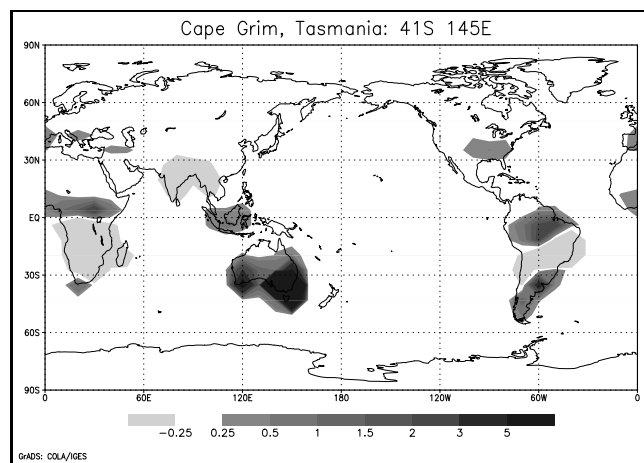 Cape Grim, Tasmania: 41S 145E
90N
60N
30N
EQ
30S
60S
90S
0 60E 120E 180 120W 60W 0
-0.25 0.25 0.5 1 1.5 2 3 5
GrADS: COLA/IGES